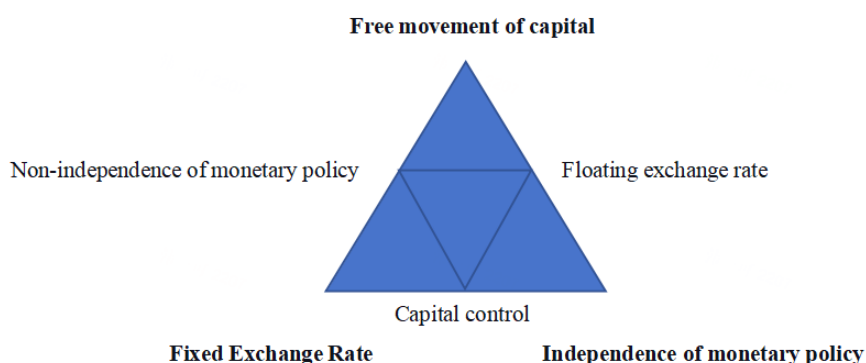 Free movement of capital
Non-independence of monetary policy
Floating exchange rate
Capital control
Fixed Exchange Rate
Independence of monetary policy